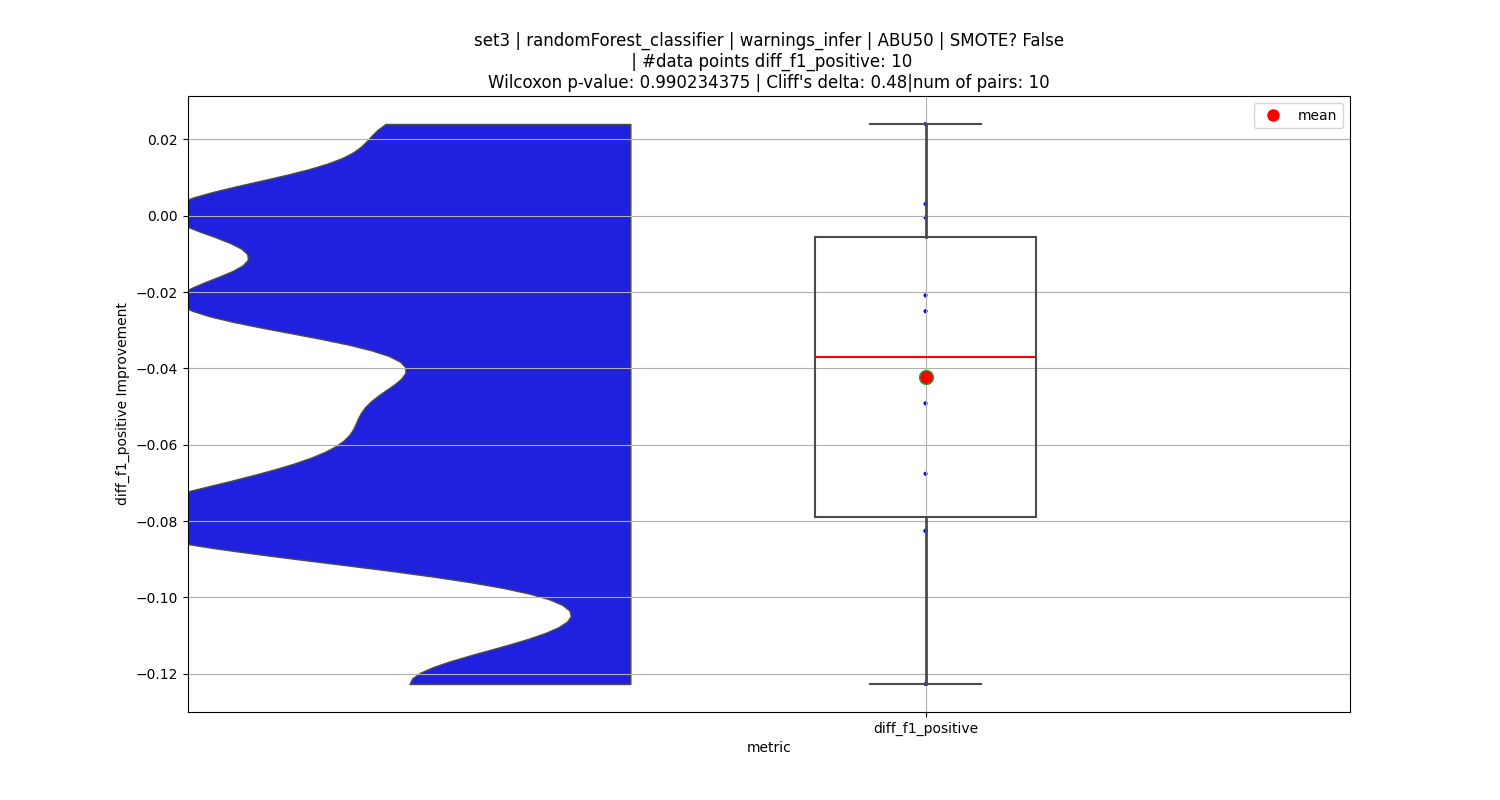 set3 | randomForest_classifier | warnings_infer | ABU50 | SMOTE? False
| #data points diff_f1_positive: 10
Wilcoxon p-value: 0.990234375 | Cliff's delta: 0.48|num of pairs: 10
mean
0.02
0.00
−0.02
−0.04
−0.06
−0.08
−0.10
−0.12
diff_f1_positive Improvement
diff_f1_positive
metric